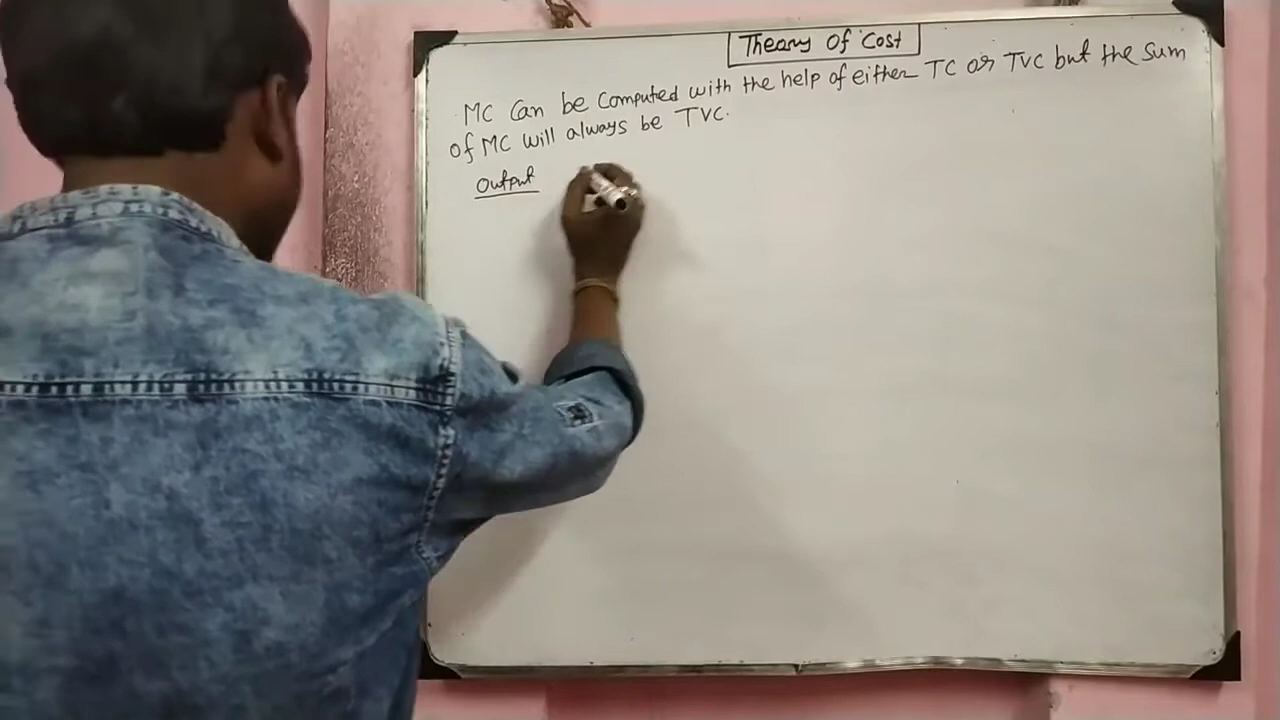 Theory Of Cost
MC Can be Computed with the help of either TC or TVC but the Sum
of MC will always be TVC.
Output